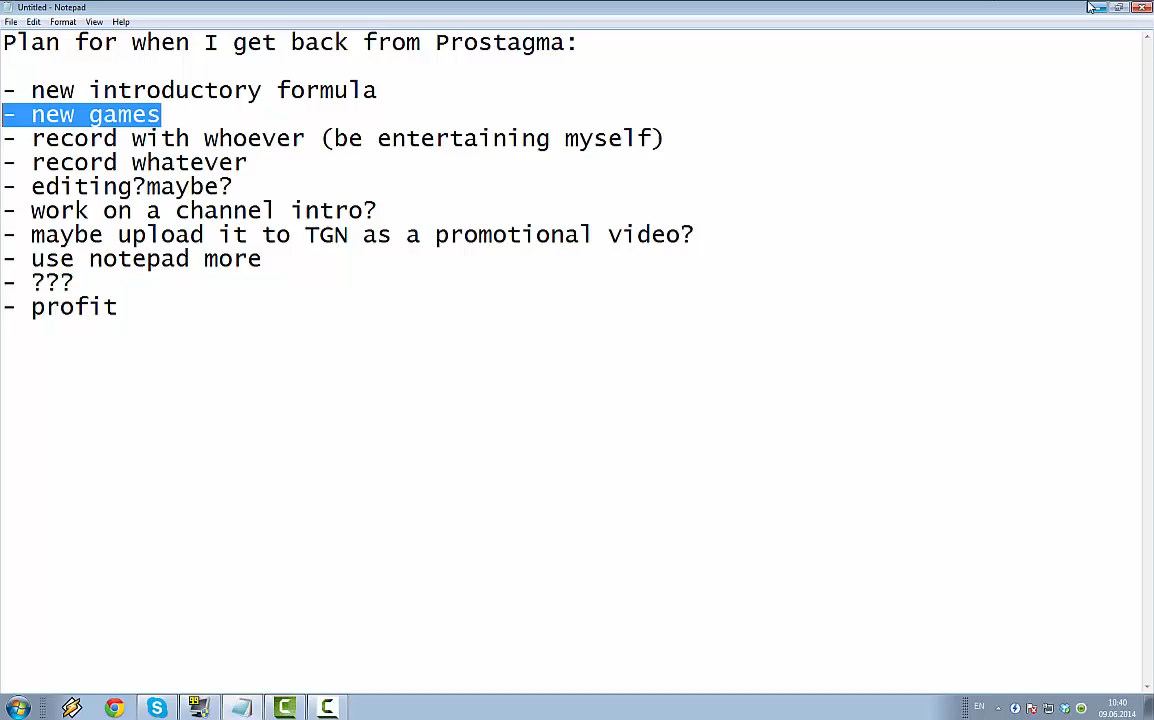 Untitled - Notepad
File Edit Format View Help
Plan for when I get back from Prostagma:
- new introductory formula
- new games
- record with whoever (be entertaining myself)
- record whatever
- editing?maybe?
- work on a channel intro?
- maybe upload it to TGN as a promotional video?
- use notepad more
- ???
- profit
EN
10:40
09.06.2014